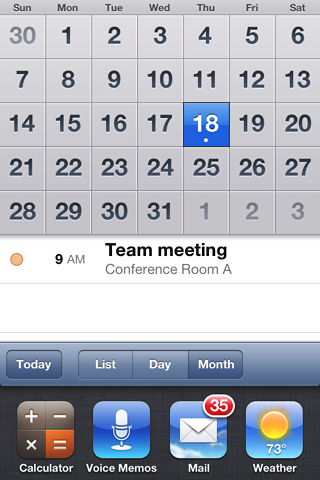 Sun Mon Tue Wed Thu Fri Sat
30 1 2 3 4 5 6
7 8 9 10 11 12 13
14 15 16 17 18 19 20
21 22 23 24 25 26 27
28 29 30 31 1 2 3
9 AM Team meeting
Conference Room A
Today List Day Month
35
73°
Calculator Voice Memos Mail Weather